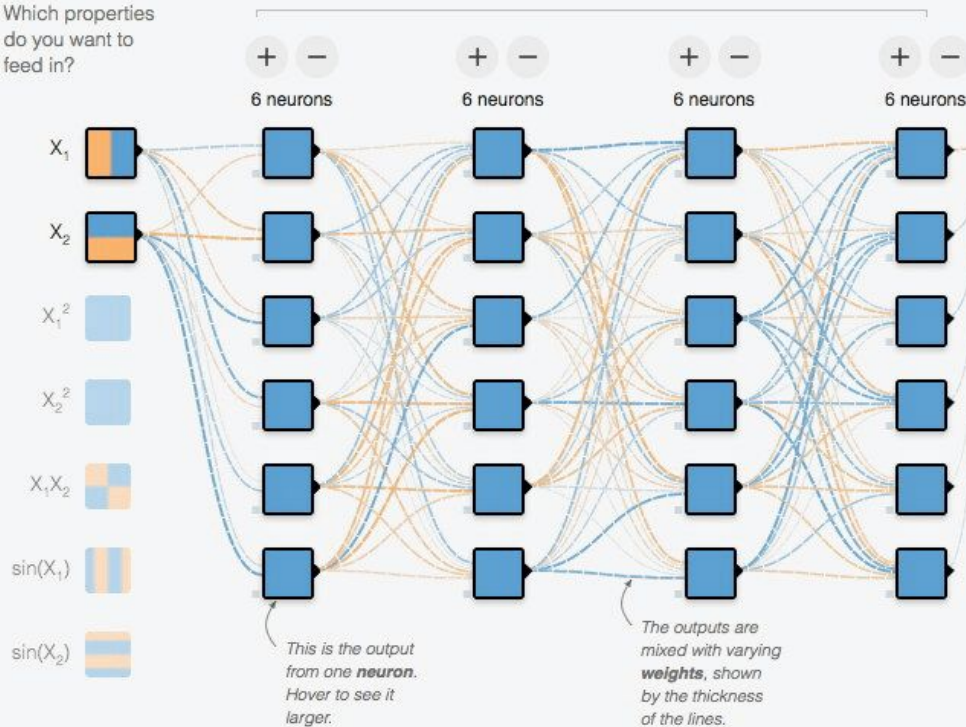 Which properties
do you want to
feed in?
+ − + − + − + −
6 neurons 6 neurons 6 neurons 6 neurons
X₁
X₂
X₁²
X₂²
X₁X₂
sin(X₁)
sin(X₂)
This is the output
from one neuron.
Hover to see it
larger.
The outputs are
mixed with varying
weights, shown
by the thickness
of the lines.